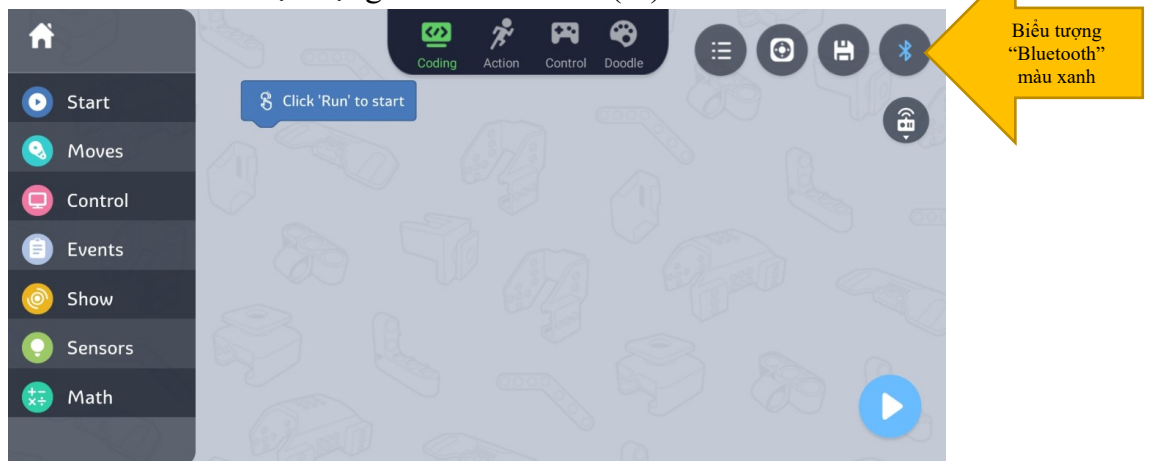 Coding
Action
Control
Doodle
Biểu tượng
“Bluetooth”
màu xanh
Start
Click 'Run' to start
Moves
Control
Events
Show
Sensors
Math